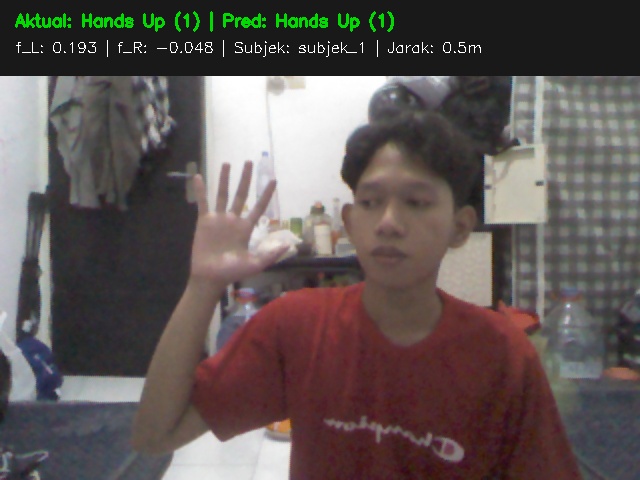 Aktual: Hands Up (1) | Pred: Hands Up (1)
f_L: 0.193 | f_R: -0.048 | Subjek: subjek_1 | Jarak: 0.5m
Champion